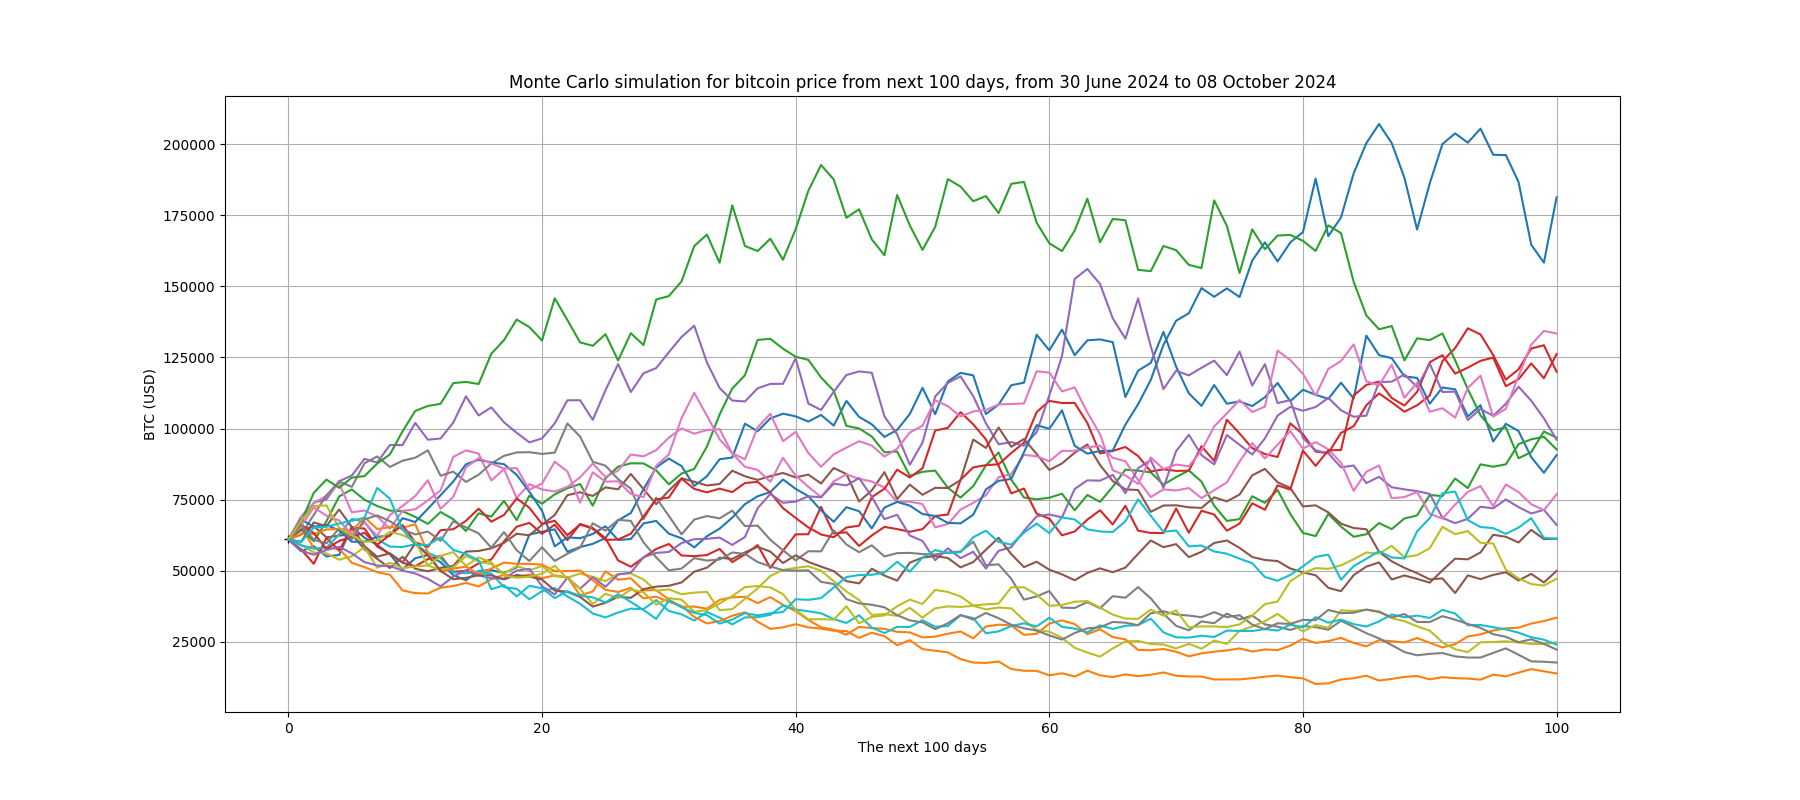 Monte Carlo simulation for bitcoin price from next 100 days, from 30 June 2024 to 08 October 2024
200000
175000
150000
125000
100000
75000
50000
25000
BTC (USD)
0 20 40 60 80 100
The next 100 days